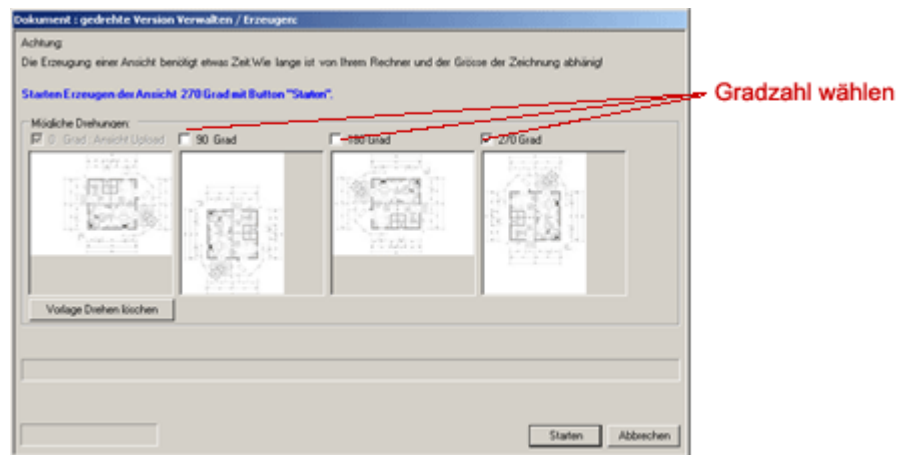 Dokument : gedrehte Version Verwalten / Erzeugen:
Achtung:
Die Erzeugung einer Ansicht benötigt etwas Zeit.Wie lange ist von Ihrem Rechner und der Grösse der Zeichnung abhänig!
Starten Erzeugen der Ansicht 270 Grad mit Button "Starten".
Gradzahl wählen
Mögliche Drehungen:
0 Grad : Ansicht Upload
90 Grad
180 Grad
270 Grad
Vorlage Drehen löschen
Starten
Abbrechen